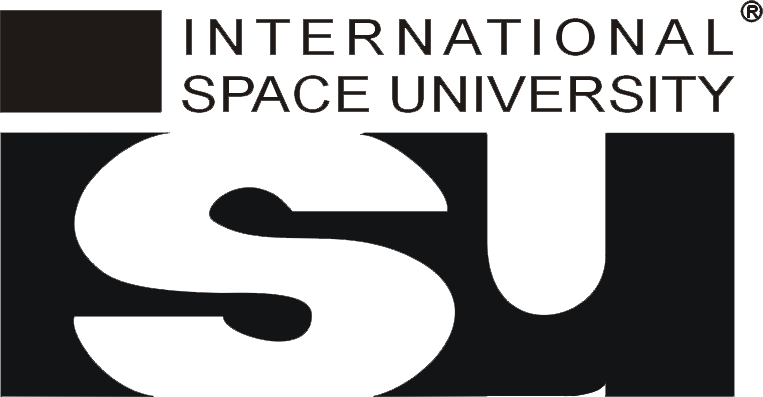 INTERNATIONAL ®
SPACE UNIVERSITY
isu